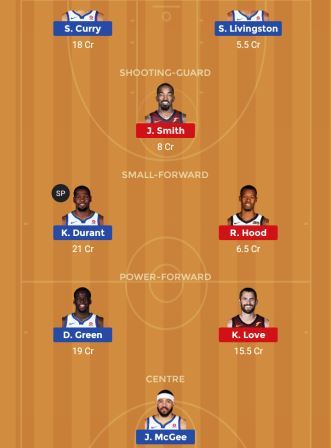 S. Curry S. Livingston
18 Cr 5.5 Cr
SHOOTING-GUARD
J. Smith
8 Cr
SMALL-FORWARD
SP
K. Durant R. Hood
21 Cr 6.5 Cr
POWER-FORWARD
D. Green K. Love
19 Cr 15.5 Cr
CENTRE
J. McGee